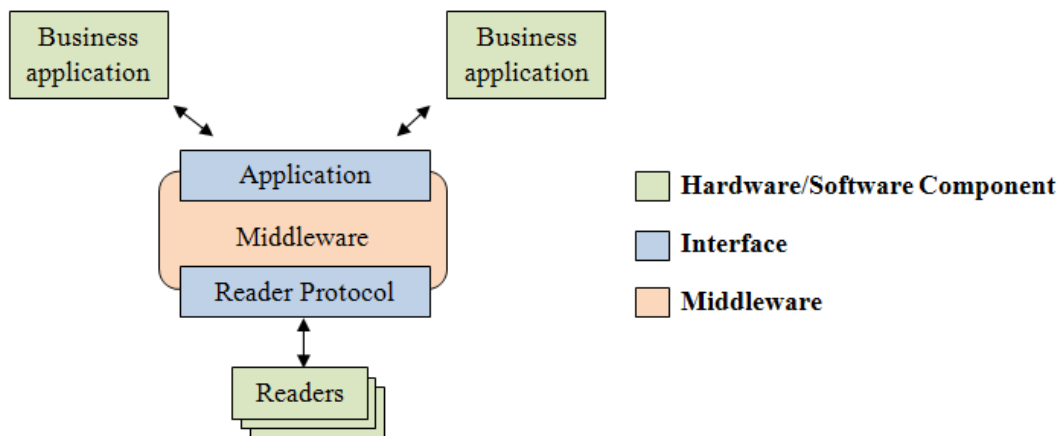 Business
application
Business
application
Application
Middleware
Reader Protocol
Readers
Hardware/Software Component
Interface
Middleware